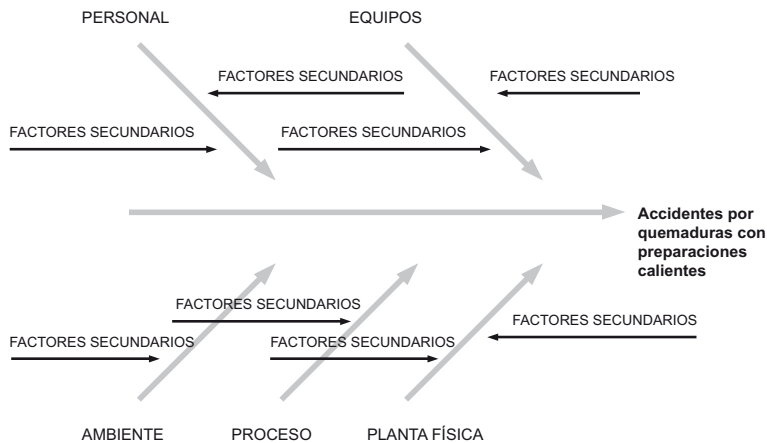 PERSONAL
EQUIPOS
FACTORES SECUNDARIOS
FACTORES SECUNDARIOS
FACTORES SECUNDARIOS
FACTORES SECUNDARIOS
Accidentes por
quemaduras con
preparaciones
calientes
FACTORES SECUNDARIOS
FACTORES SECUNDARIOS
FACTORES SECUNDARIOS
FACTORES SECUNDARIOS
AMBIENTE
PROCESO
PLANTA FÍSICA